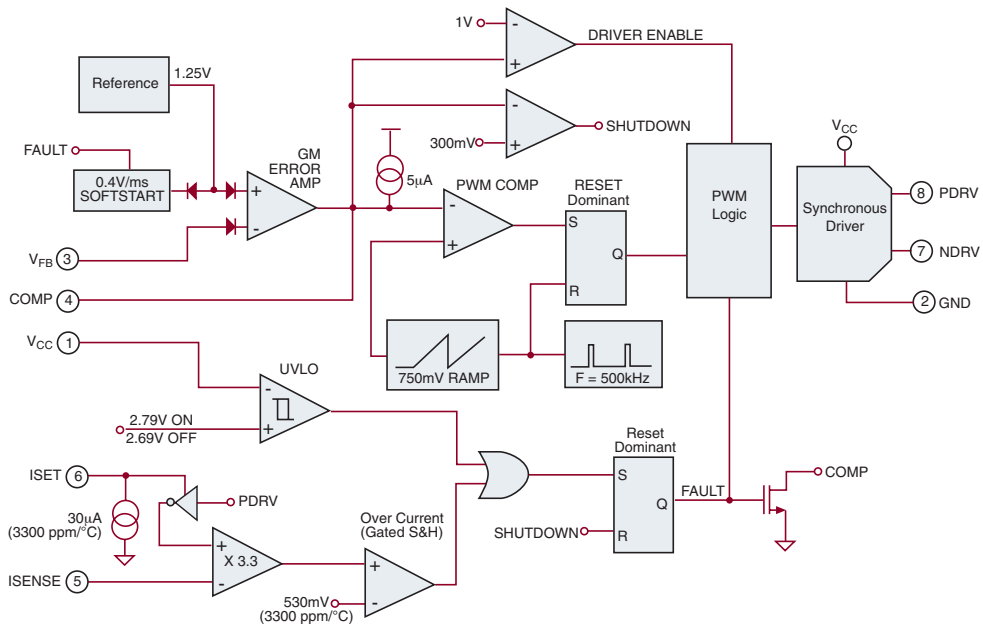 1V
-
+
DRIVER ENABLE
Reference
1.25V
FAULT
0.4V/ms
SOFTSTART
GM
ERROR
AMP
+
-
-
+
300mV
SHUTDOWN
5µA
PWM COMP
-
+
RESET
Dominant
S
Q
R
PWM
Logic
VCC
Synchronous
Driver
8 PDRV
7 NDRV
2 GND
VFB 3
COMP 4
VCC 1
750mV RAMP
F = 500kHz
UVLO
-
+
2.79V ON
2.69V OFF
Reset
Dominant
S
Q
R
FAULT
COMP
SHUTDOWN
ISET 6
PDRV
30µA
(3300 ppm/°C)
+
X 3.3
-
ISENSE 5
Over Current
(Gated S&H)
+
-
530mV
(3300 ppm/°C)